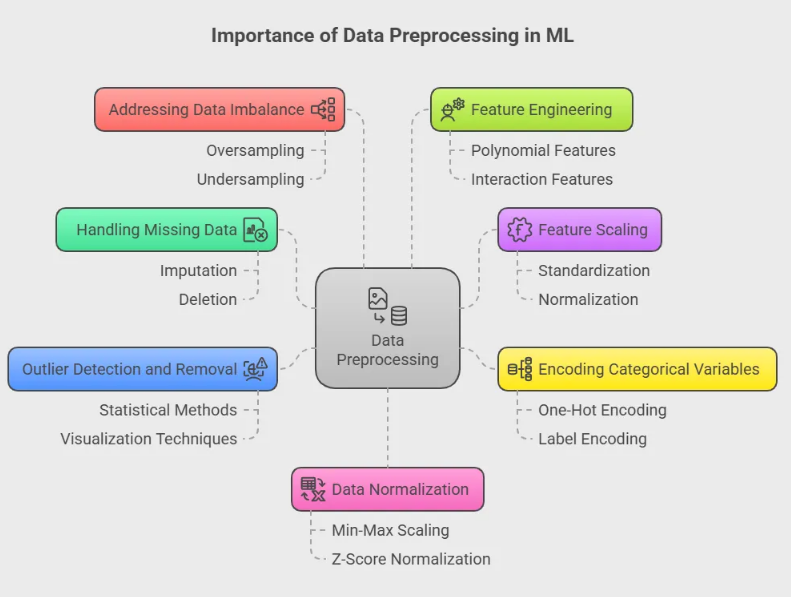 Importance of Data Preprocessing in ML
Addressing Data Imbalance
Oversampling
Undersampling
Feature Engineering
Polynomial Features
Interaction Features
Handling Missing Data
Imputation
Deletion
Feature Scaling
Standardization
Normalization
Data
Preprocessing
Outlier Detection and Removal
Statistical Methods
Visualization Techniques
Encoding Categorical Variables
One-Hot Encoding
Label Encoding
Data Normalization
Min-Max Scaling
Z-Score Normalization